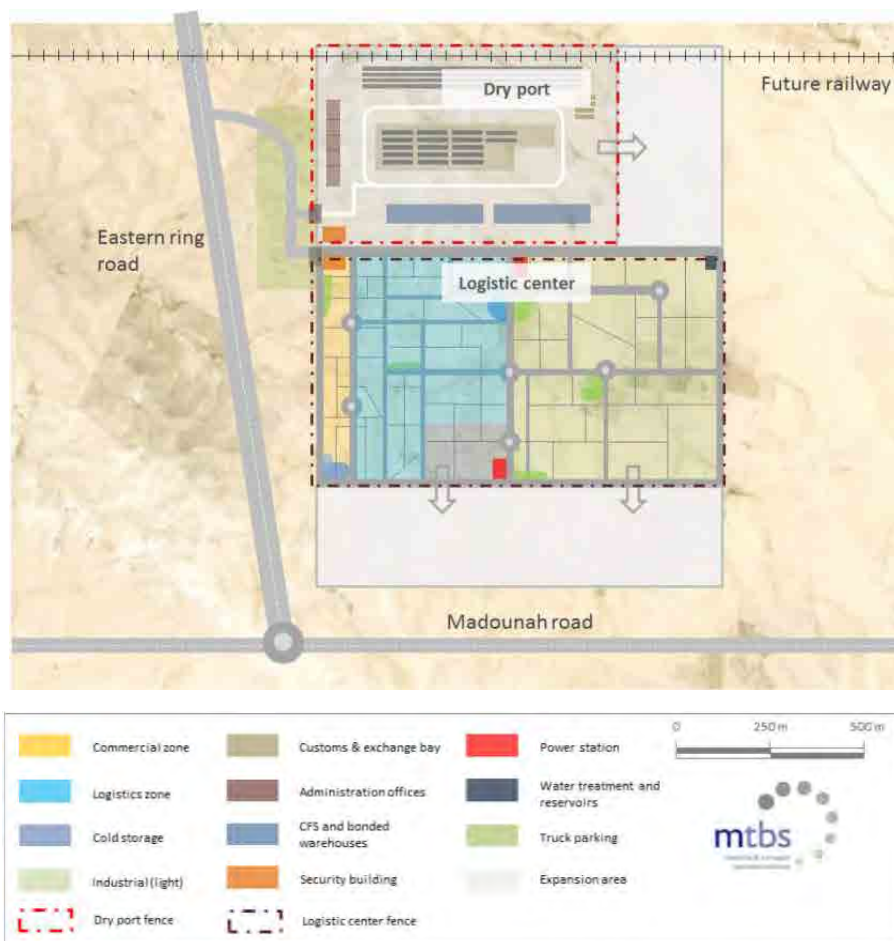 Dry port
Future railway
Eastern ring
road
Logistic center
Madounah road
0 250 m 500 m
Commercial zone
Customs & exchange bay
Power station
Logistics zone
Administration offices
Water treatment and
reservoirs
Cold storage
CFS and bonded
warehouses
Truck parking
mtbs
Industrial (light)
Security building
Expansion area
Dry port fence
Logistic center fence